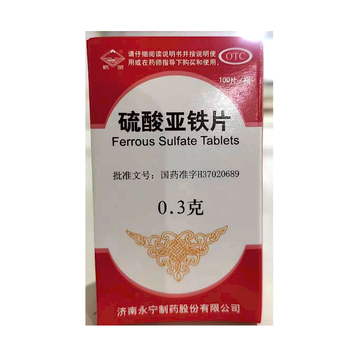 请仔细阅读说明书并按说明使
用或在药师指导下购买和使用。
OTC
100片/瓶
硫酸亚铁片
Ferrous Sulfate Tablets
批准文号：国药准字H37020689
0.3克
济南永宁制药股份有限公司